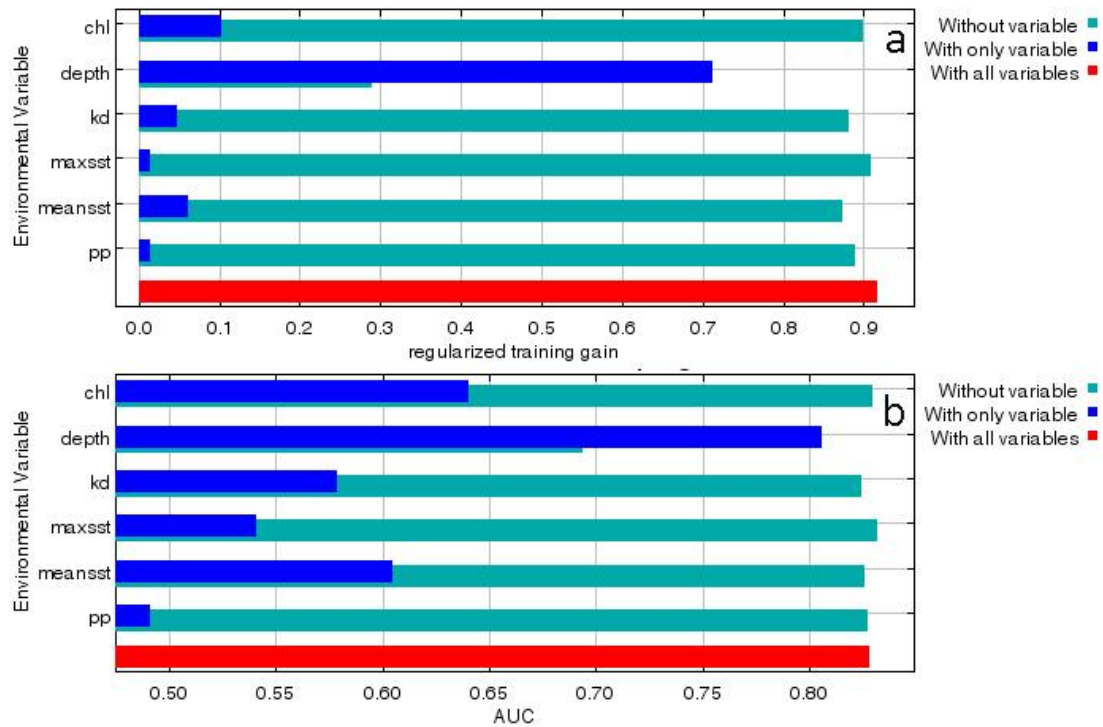 a
Without variable
With only variable
With all variables
Environmental Variable
chl
depth
kd
maxsst
meansst
pp
0.0 0.1 0.2 0.3 0.4 0.5 0.6 0.7 0.8 0.9
regularized training gain
b
Without variable
With only variable
With all variables
Environmental Variable
chl
depth
kd
maxsst
meansst
pp
0.50 0.55 0.60 0.65 0.70 0.75 0.80
AUC